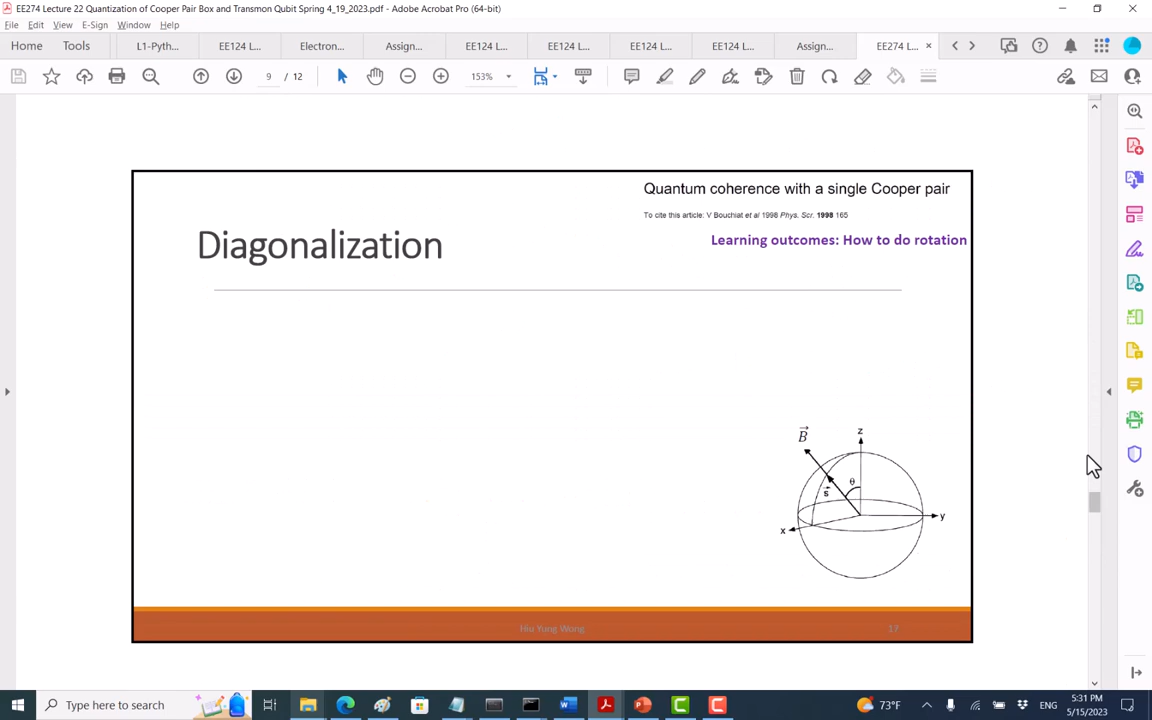 EE274 Lecture 22 Quantization of Cooper Pair Box and Transmon Qubit Spring 4_19_2023.pdf - Adobe Acrobat Pro (64-bit)
File Edit View E-Sign Window Help
Home Tools L1-Pyth... EE124 L... Electron... Assign... EE124 L... EE124 L... EE124 L... EE124 L... Assign... EE274 L... ×
9 / 12 153%
Quantum coherence with a single Cooper pair
To cite this article: V Bouchiat et al 1998 Phys. Scr. 1998 165
Learning outcomes: How to do rotation
Diagonalization
B z
θ
s
y
x
Hiu Yung Wong 17
Type here to search
73°F ENG 5:31 PM
5/15/2023